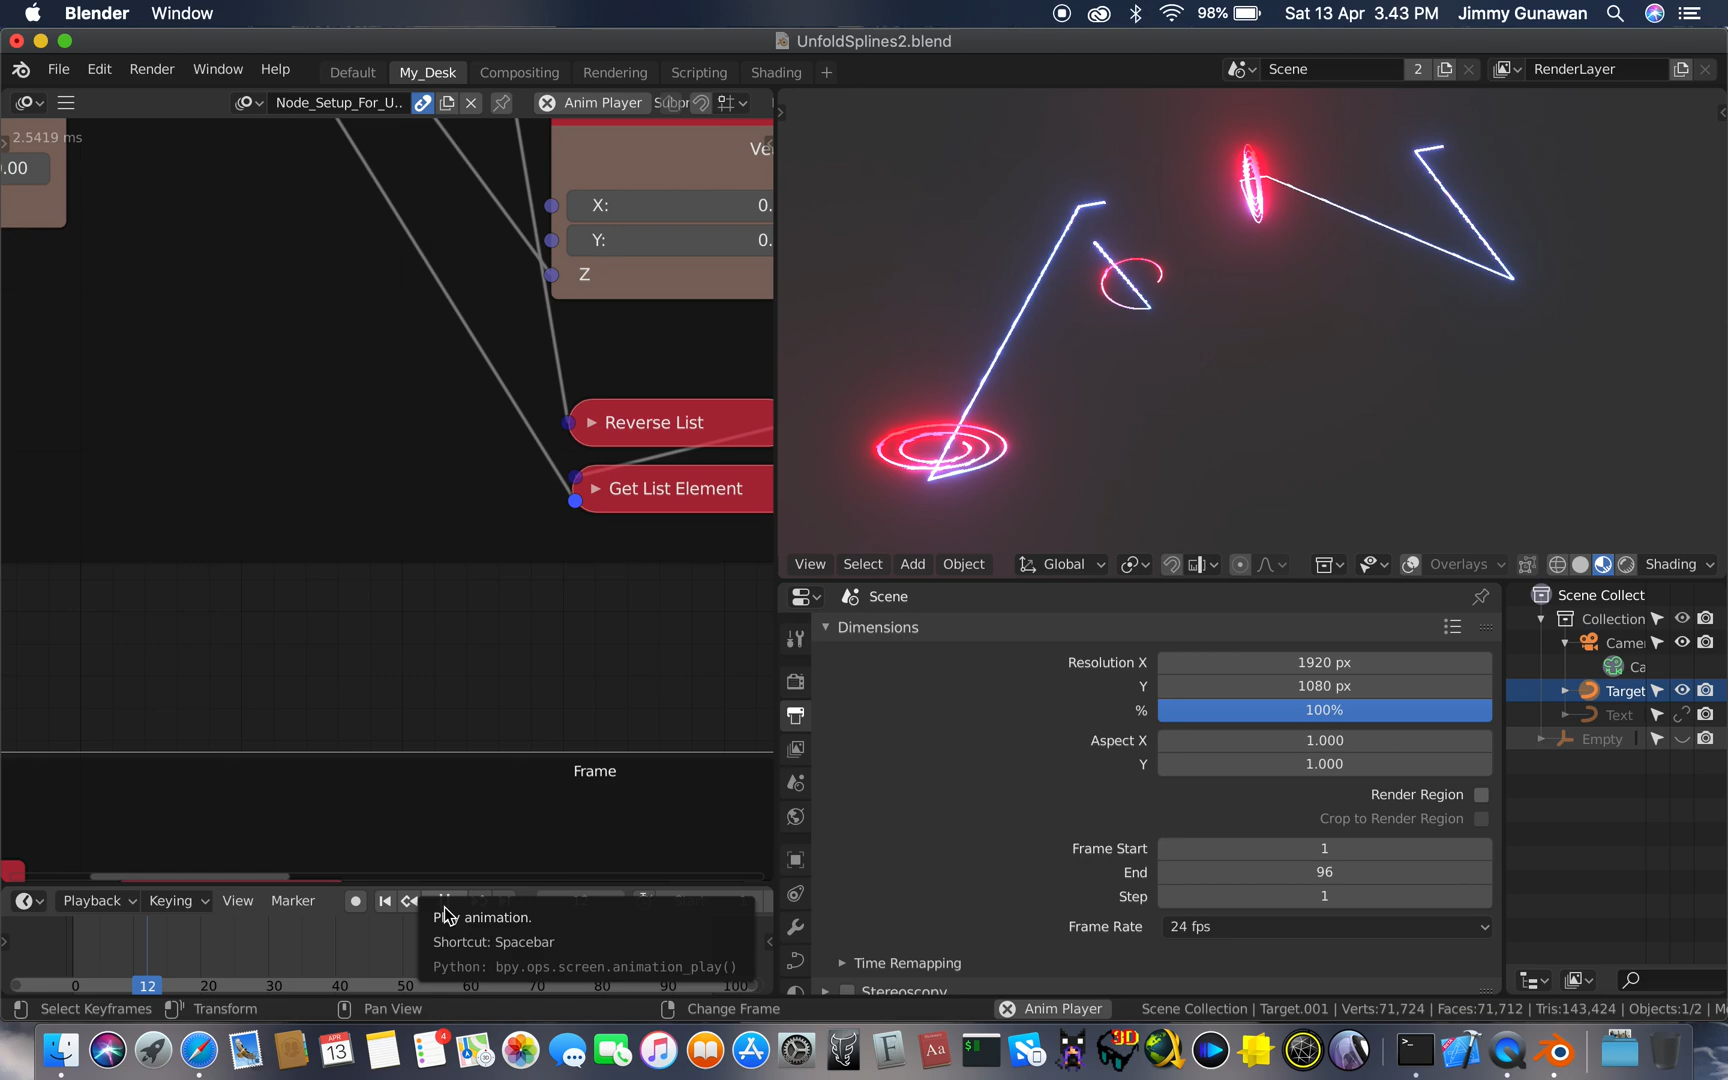 Blender Window 98% Sat 13 Apr 3.43 PM Jimmy Gunawan
UnfoldSplines2.blend
File Edit Render Window Help Default My_Desk Compositing Rendering Scripting Shading + Scene 2 RenderLayer
Node_Setup_For_U.. Anim Player
2.5419 ms
.00
X: 0.
Y: 0.
Z
Reverse List
Get List Element
Frame
View Select Add Object Global Overlays Shading
Scene
Dimensions
Resolution X 1920 px
Y 1080 px
% 100%
Aspect X 1.000
Y 1.000
Render Region
Crop to Render Region
Frame Start 1
End 96
Step 1
Frame Rate 24 fps
Time Remapping
Stereoscopy
Scene Collect
Collection
Camer
Ca
Target
Text
Empty
Playback Keying View Marker
Play animation.
Shortcut: Spacebar
Python: bpy.ops.screen.animation_play()
0 12 20 30 40 50 60 70 80 90 100
Select Keyframes Transform Pan View Change Frame Anim Player Scene Collection | Target.001 | Verts:71,724 | Faces:71,712 | Tris:143,424 | Objects:1/2 |
APR
13
4
3D